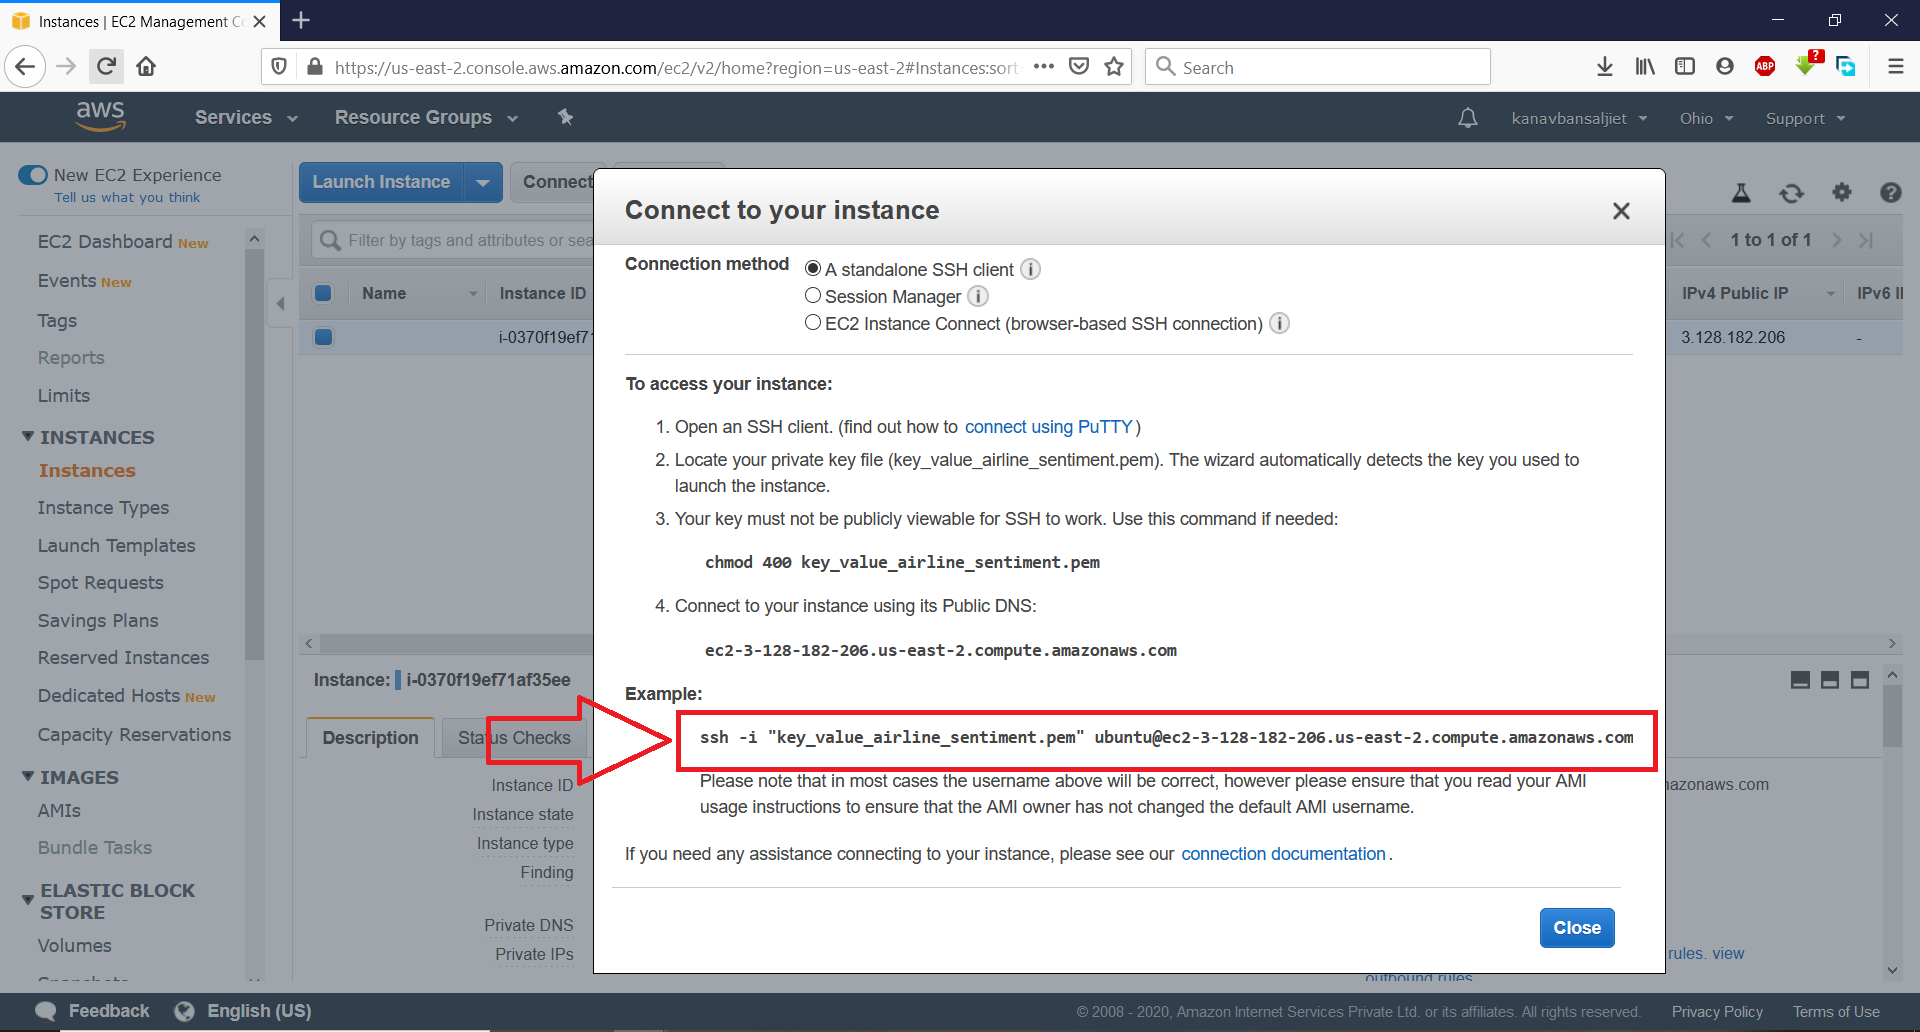 Instances | EC2 Management Co
https://us-east-2.console.aws.amazon.com/ec2/v2/home?region=us-east-2#Instances:sort
Search
ABP
?
aws
Services
Resource Groups
kanavbansaljiet
Ohio
Support
New EC2 Experience
Tell us what you think
EC2 Dashboard New
Events New
Tags
Reports
Limits
INSTANCES
Instances
Instance Types
Launch Templates
Spot Requests
Savings Plans
Reserved Instances
Dedicated Hosts New
Capacity Reservations
IMAGES
AMIs
Bundle Tasks
ELASTIC BLOCK
STORE
Volumes
Launch Instance
Connect
Filter by tags and attributes or sea
1 to 1 of 1
Name
Instance ID
IPv4 Public IP
IPv6 I
i-0370f19ef71
3.128.182.206
-
Connect to your instance
Connection method
A standalone SSH client
Session Manager
EC2 Instance Connect (browser-based SSH connection)
To access your instance:
1. Open an SSH client. (find out how to connect using PuTTY)
2. Locate your private key file (key_value_airline_sentiment.pem). The wizard automatically detects the key you used to
launch the instance.
3. Your key must not be publicly viewable for SSH to work. Use this command if needed:
chmod 400 key_value_airline_sentiment.pem
4. Connect to your instance using its Public DNS:
ec2-3-128-182-206.us-east-2.compute.amazonaws.com
Example:
ssh -i "key_value_airline_sentiment.pem" ubuntu@ec2-3-128-182-206.us-east-2.compute.amazonaws.com
Please note that in most cases the username above will be correct, however please ensure that you read your AMI
usage instructions to ensure that the AMI owner has not changed the default AMI username.
If you need any assistance connecting to your instance, please see our connection documentation.
Close
Instance: i-0370f19ef71af35ee
Description
Status Checks
Instance ID
Instance state
Instance type
Finding
Private DNS
Private IPs
nazonaws.com
rules. view
outbound rules
Feedback
English (US)
© 2008 - 2020, Amazon Internet Services Private Ltd. or its affiliates. All rights reserved.
Privacy Policy
Terms of Use